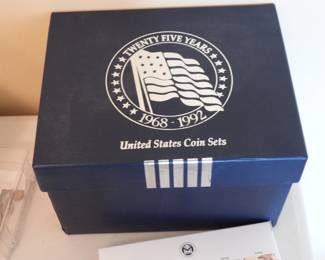 TWENTY FIVE YEARS
1968 - 1992
United States Coin Sets